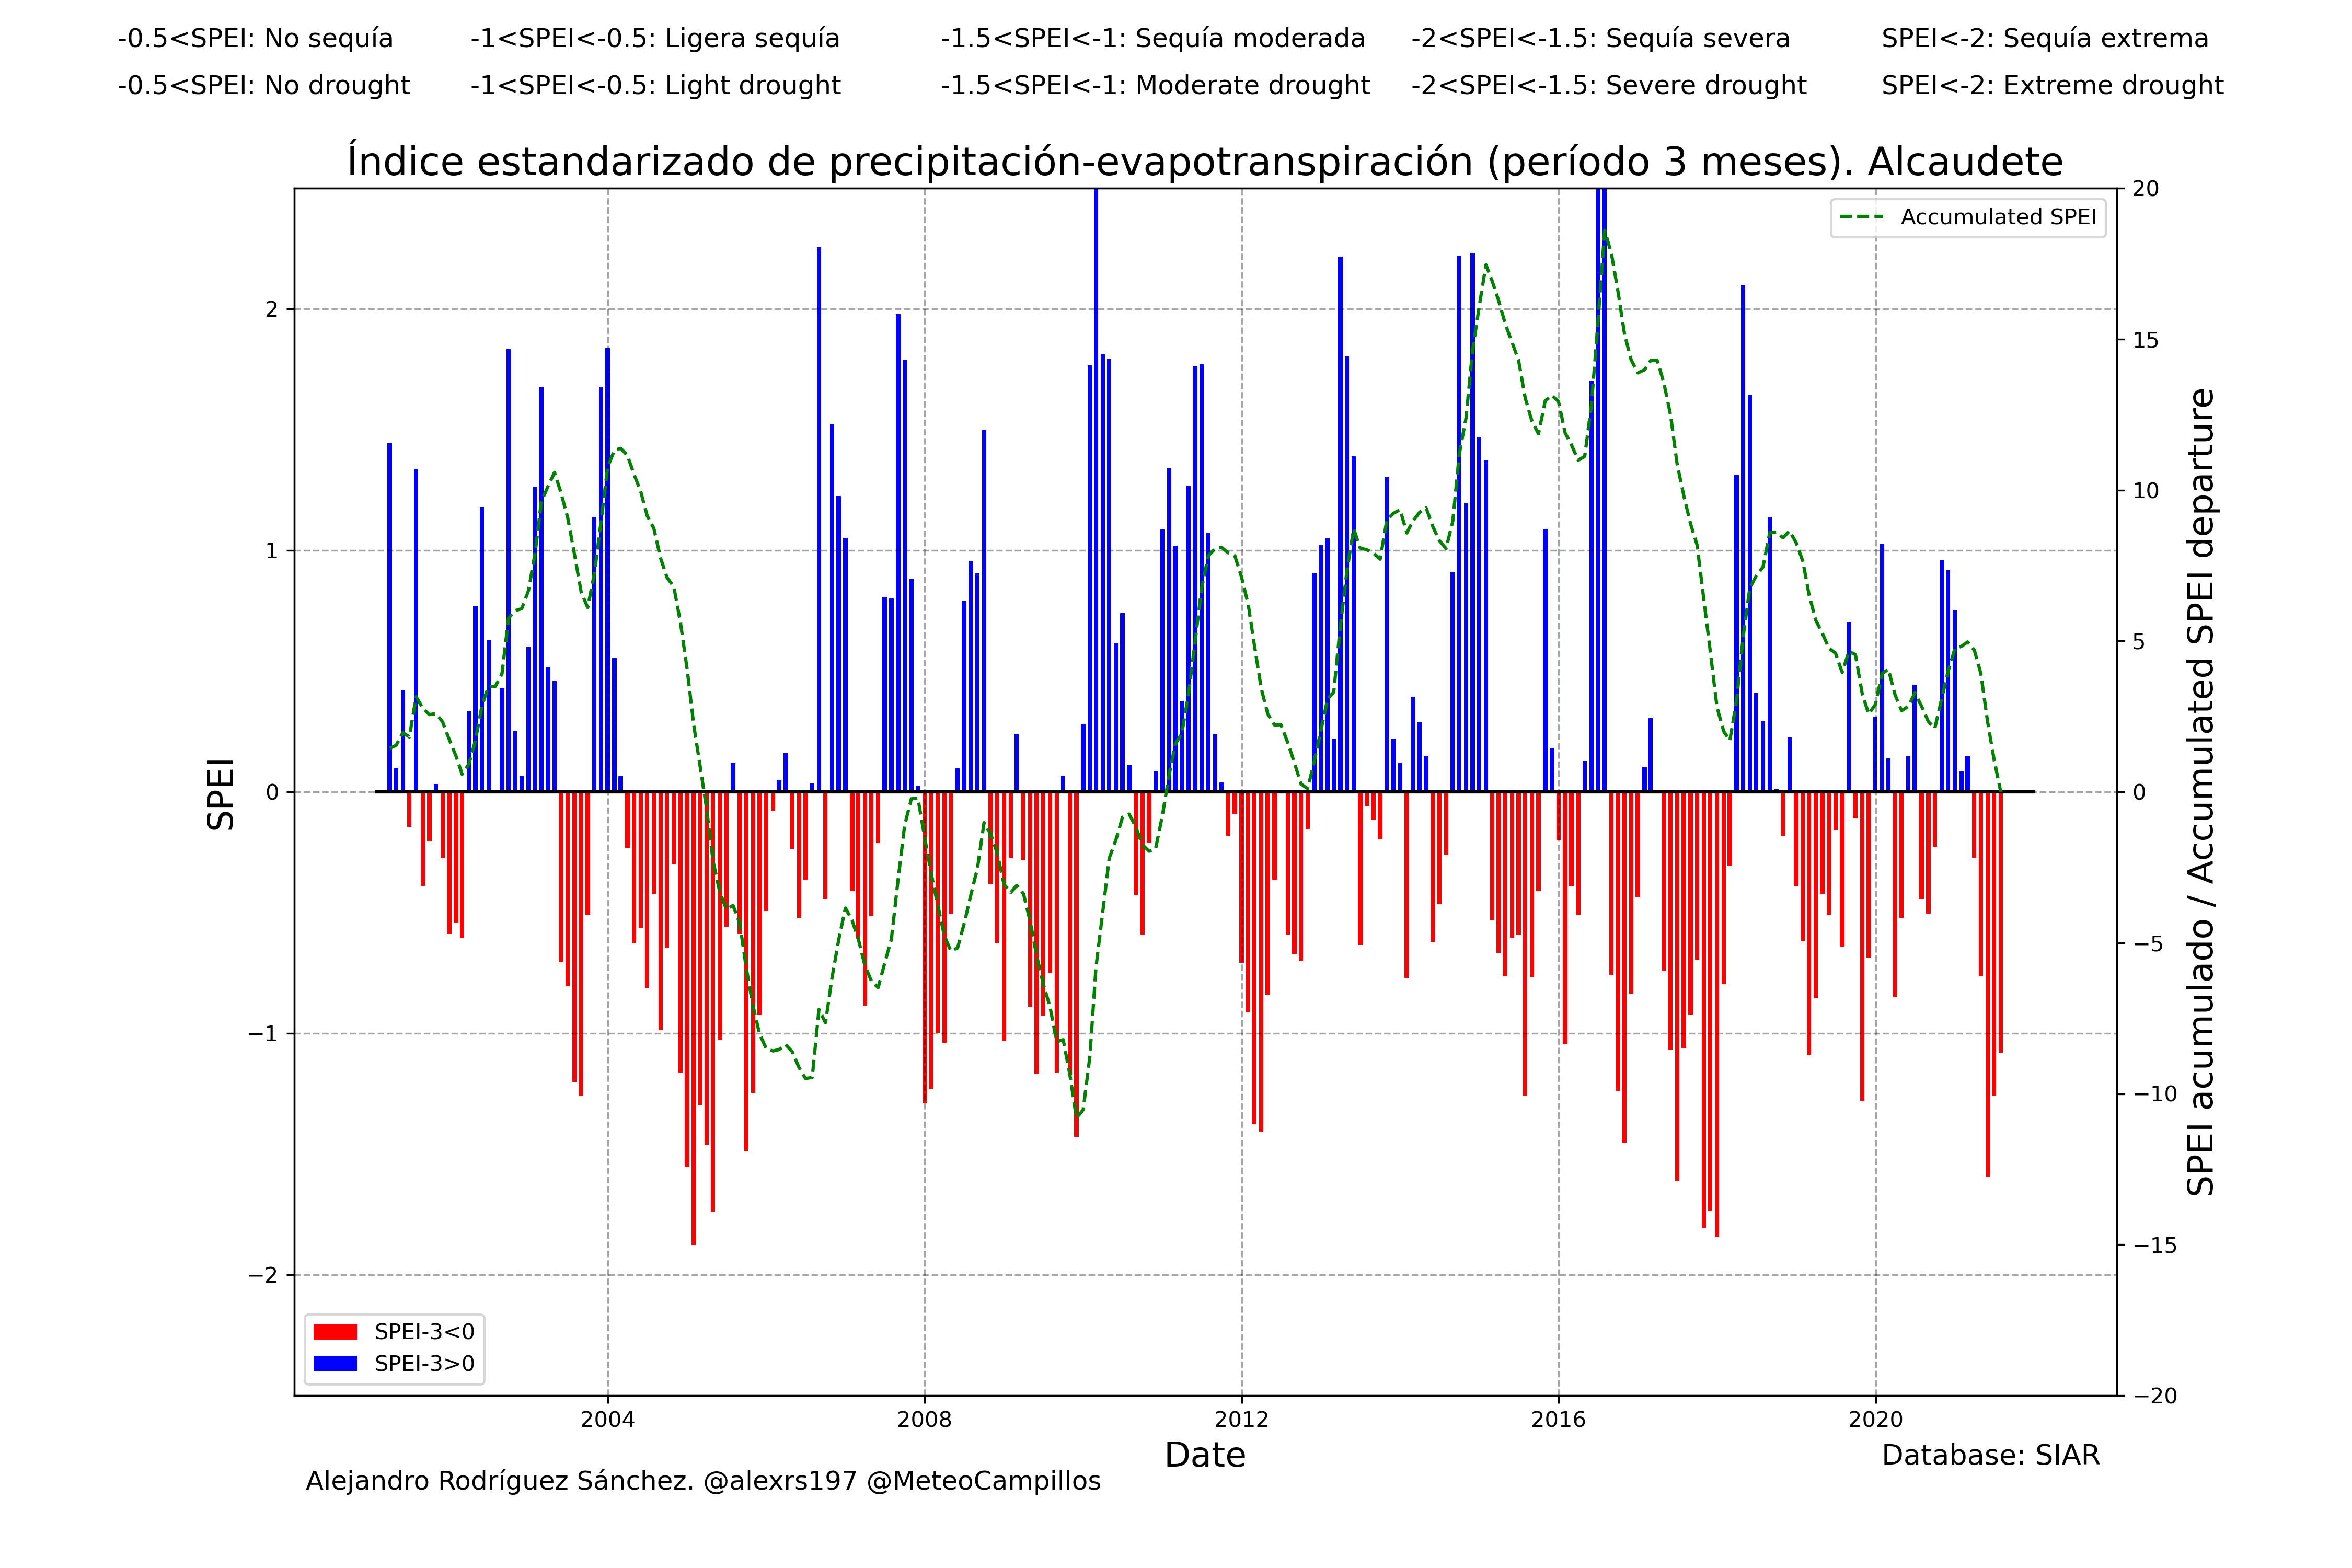 -0.5<SPEI: No sequía -1<SPEI<-0.5: Ligera sequía -1.5<SPEI<-1: Sequía moderada -2<SPEI<-1.5: Sequía severa SPEI<-2: Sequía extrema
-0.5<SPEI: No drought -1<SPEI<-0.5: Light drought -1.5<SPEI<-1: Moderate drought -2<SPEI<-1.5: Severe drought SPEI<-2: Extreme drought
Índice estandarizado de precipitación-evapotranspiración (período 3 meses). Alcaudete
Accumulated SPEI
SPEI
2
1
0
−1
−2
20
15
10
5
0
−5
−10
−15
−20
SPEI acumulado / Accumulated SPEI departure
SPEI-3<0
SPEI-3>0
2004 2008 2012 2016 2020
Date
Database: SIAR
Alejandro Rodríguez Sánchez. @alexrs197 @MeteoCampillos